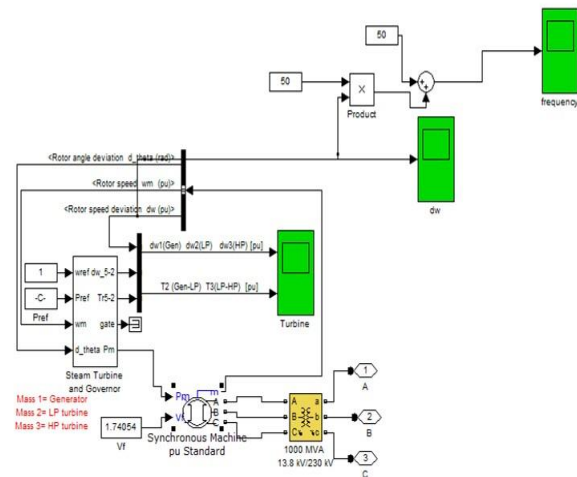 50
50
X
Product
frequency
dw
<Rotor angle deviation d_theta (rad)>
<Rotor speed wm (pu)>
<Rotor speed deviation dw (pu)>
dw1(Gen) dw2(LP) dw3(HP) [pu]
T2 (Gen-LP) T3(LP-HP) [pu]
Turbine
1
wref dw_5-2
-C-
Pref Tr5-2
Pref
wm gate
d_theta Pm
Steam Turbine
and Governor
Mass 1= Generator
Mass 2= LP turbine
Mass 3= HP turbine
1.74054
Vf
Pm m
Vf
A
B
C
Synchronous Machine
pu Standard
A a
B b
C c
1000 MVA
13.8 kV/230 kV
1
A
2
B
3
C